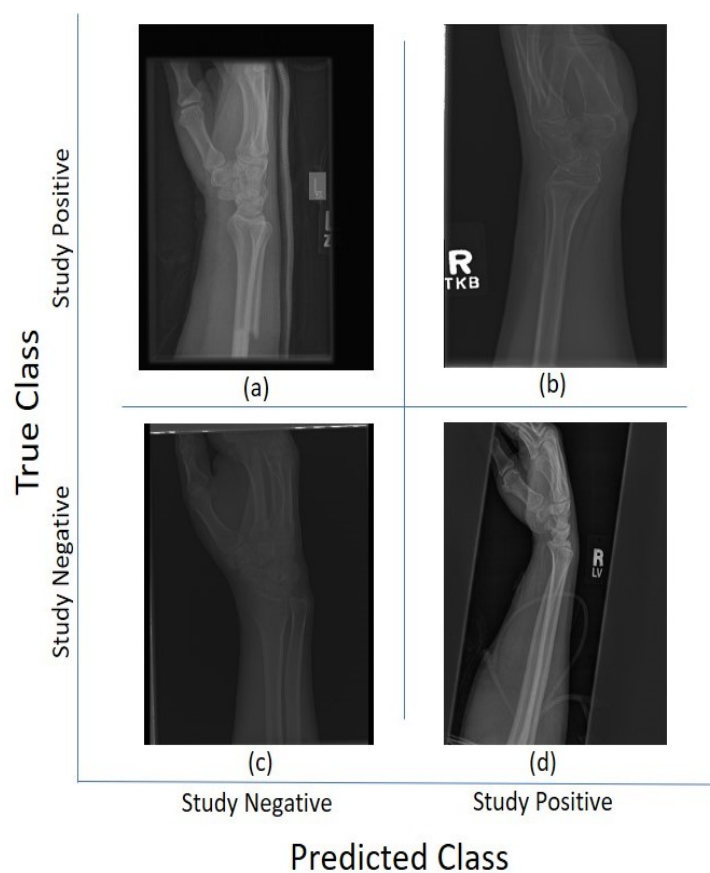 Study Positive
L
R
TKB
(a)
(b)
True Class
Study Negative
R
LV
(c)
(d)
Study Negative
Study Positive
Predicted Class